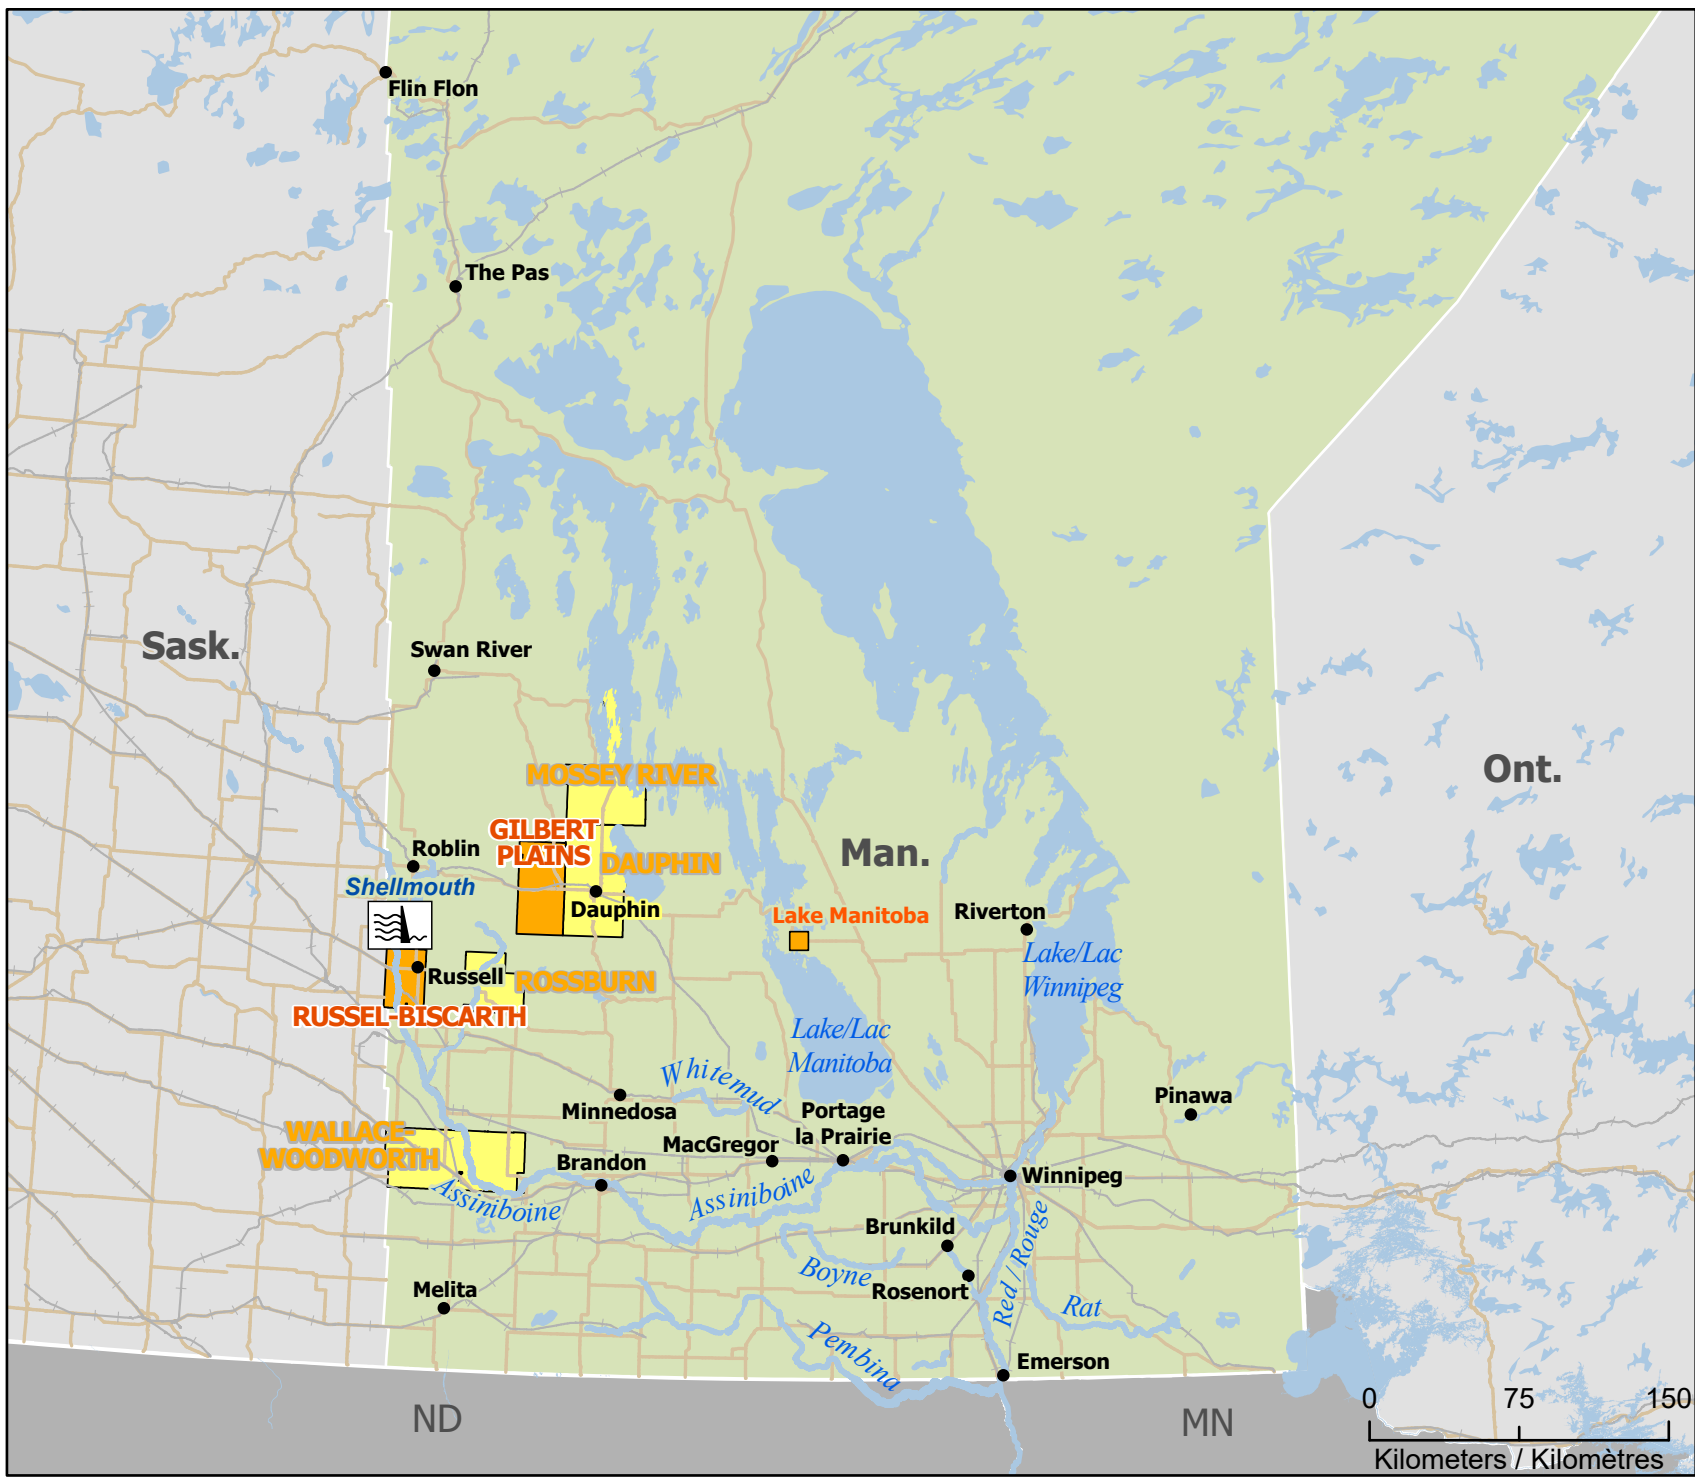 Flin Flon
The Pas
Sask.
Swan River
Ont.
MOSSEY RIVER
GILBERT
PLAINS
DAUPHIN
Man.
Roblin
Shellmouth
Dauphin
Lake Manitoba
Riverton
Lake/Lac
Winnipeg
Russell
ROSSBURN
RUSSEL-BISCARTH
Lake/Lac
Manitoba
Whitemud
Minnedosa
Portage
la Prairie
Pinawa
WALLACE-
WOODWORTH
MacGregor
Brandon
Winnipeg
Assiniboine
Assiniboine
Brunkild
Red / Rouge
Boyne
Rosenort
Rat
Melita
Pembina
Emerson
ND
MN
0 75 150
Kilometers / Kilomètres